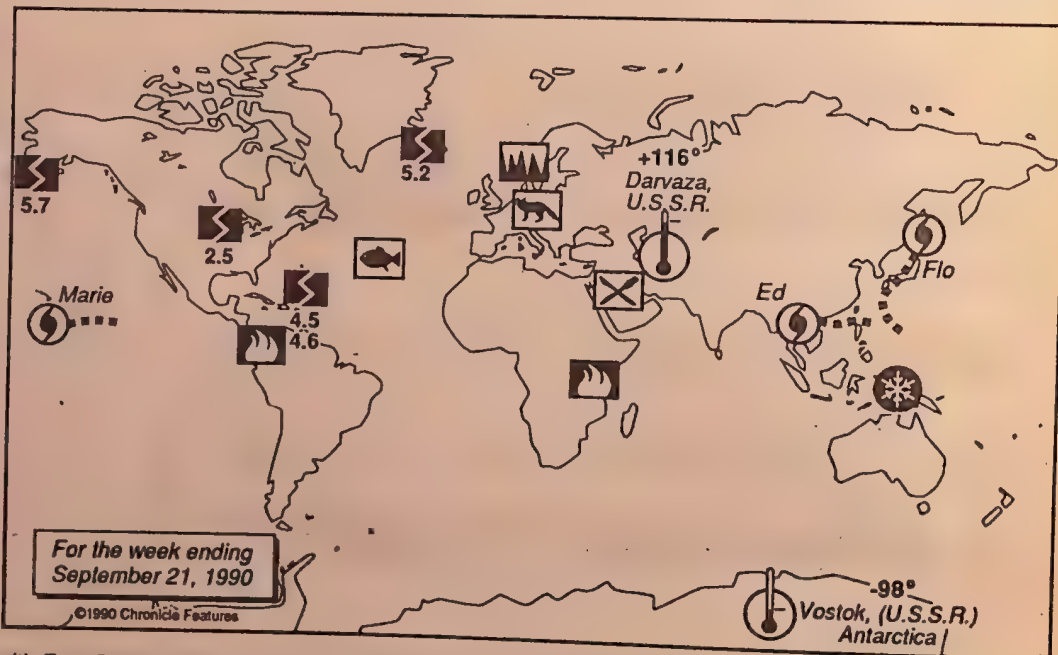 +116°
Darvaza,
U.S.S.R.
5.2
5.7
2.5
Marie
4.5
4.6
Ed
Flo
For the week ending
September 21, 1990
©1990 Chronicle Features
-98°
Vostok, (U.S.S.R.)
Antarctica